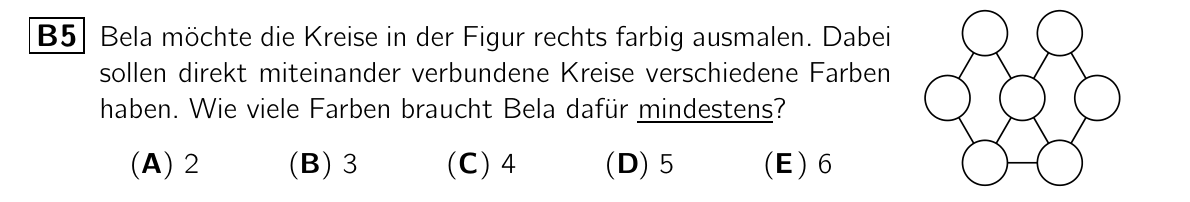 B5 Bela möchte die Kreise in der Figur rechts farbig ausmalen. Dabei
sollen direkt miteinander verbundene Kreise verschiedene Farben
haben. Wie viele Farben braucht Bela dafür mindestens?
(A) 2 (B) 3 (C) 4 (D) 5 (E) 6